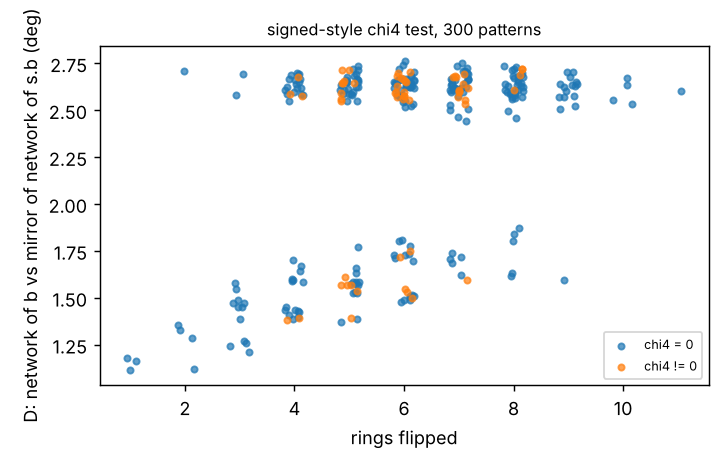 signed-style chi4 test, 300 patterns
D: network of b vs mirror of network of s.b (deg)
2.75
2.50
2.25
2.00
1.75
1.50
1.25
chi4 = 0
chi4 != 0
2 4 6 8 10
rings flipped